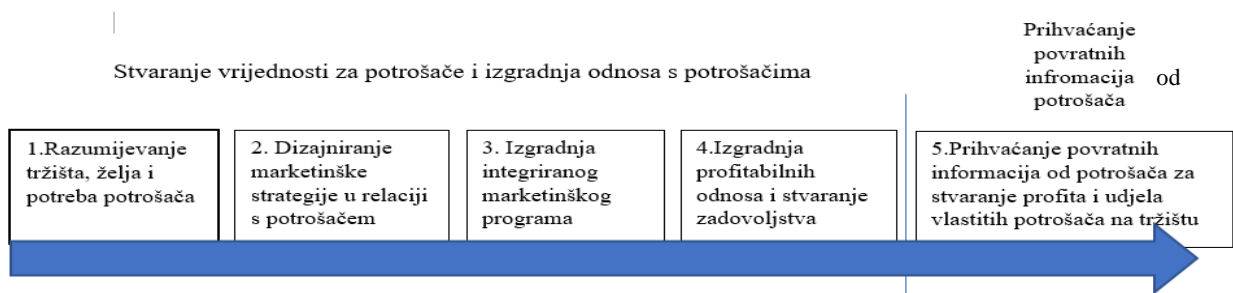 Stvaranje vrijednosti za potrošače i izgradnja odnosa s potrošačima
Prihvaćanje
povratnih
infromacija od
potrošača
1.Razumijevanje
tržišta, želja i
potreba potrošača
2. Dizajniranje
marketinške
strategije u relaciji
s potrošačem
3. Izgradnja
integriranog
marketinškog
programa
4.Izgradnja
profitabilnih
odnosa i stvaranje
zadovoljstva
5.Prihvaćanje povratnih
informacija od potrošača za
stvaranje profita i udjela
vlastitih potrošača na tržištu